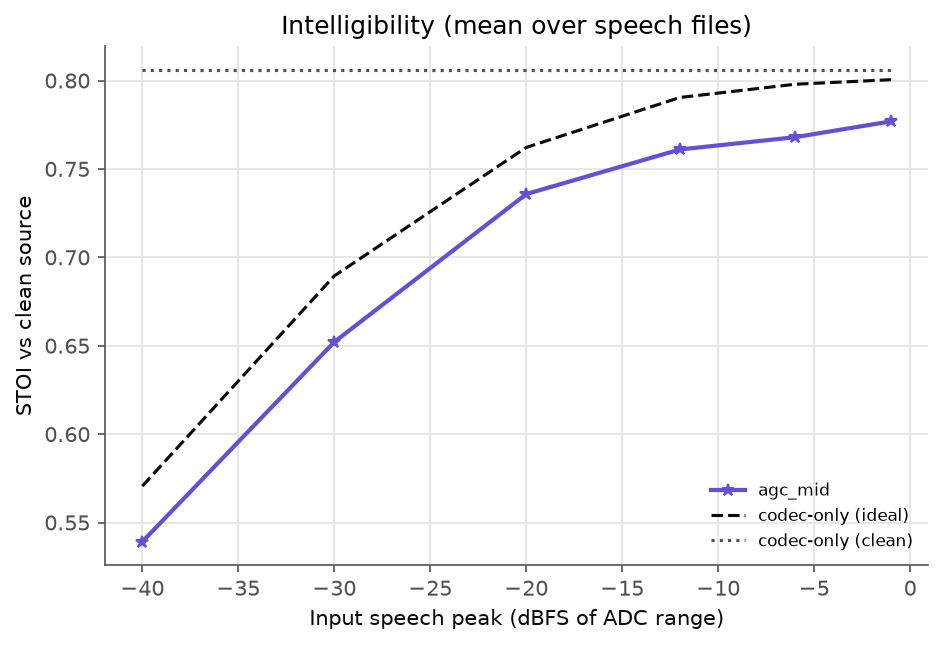 Intelligibility (mean over speech files)
STOI vs clean source
0.80
0.75
0.70
0.65
0.60
0.55
agc_mid
codec-only (ideal)
codec-only (clean)
−40 −35 −30 −25 −20 −15 −10 −5 0
Input speech peak (dBFS of ADC range)